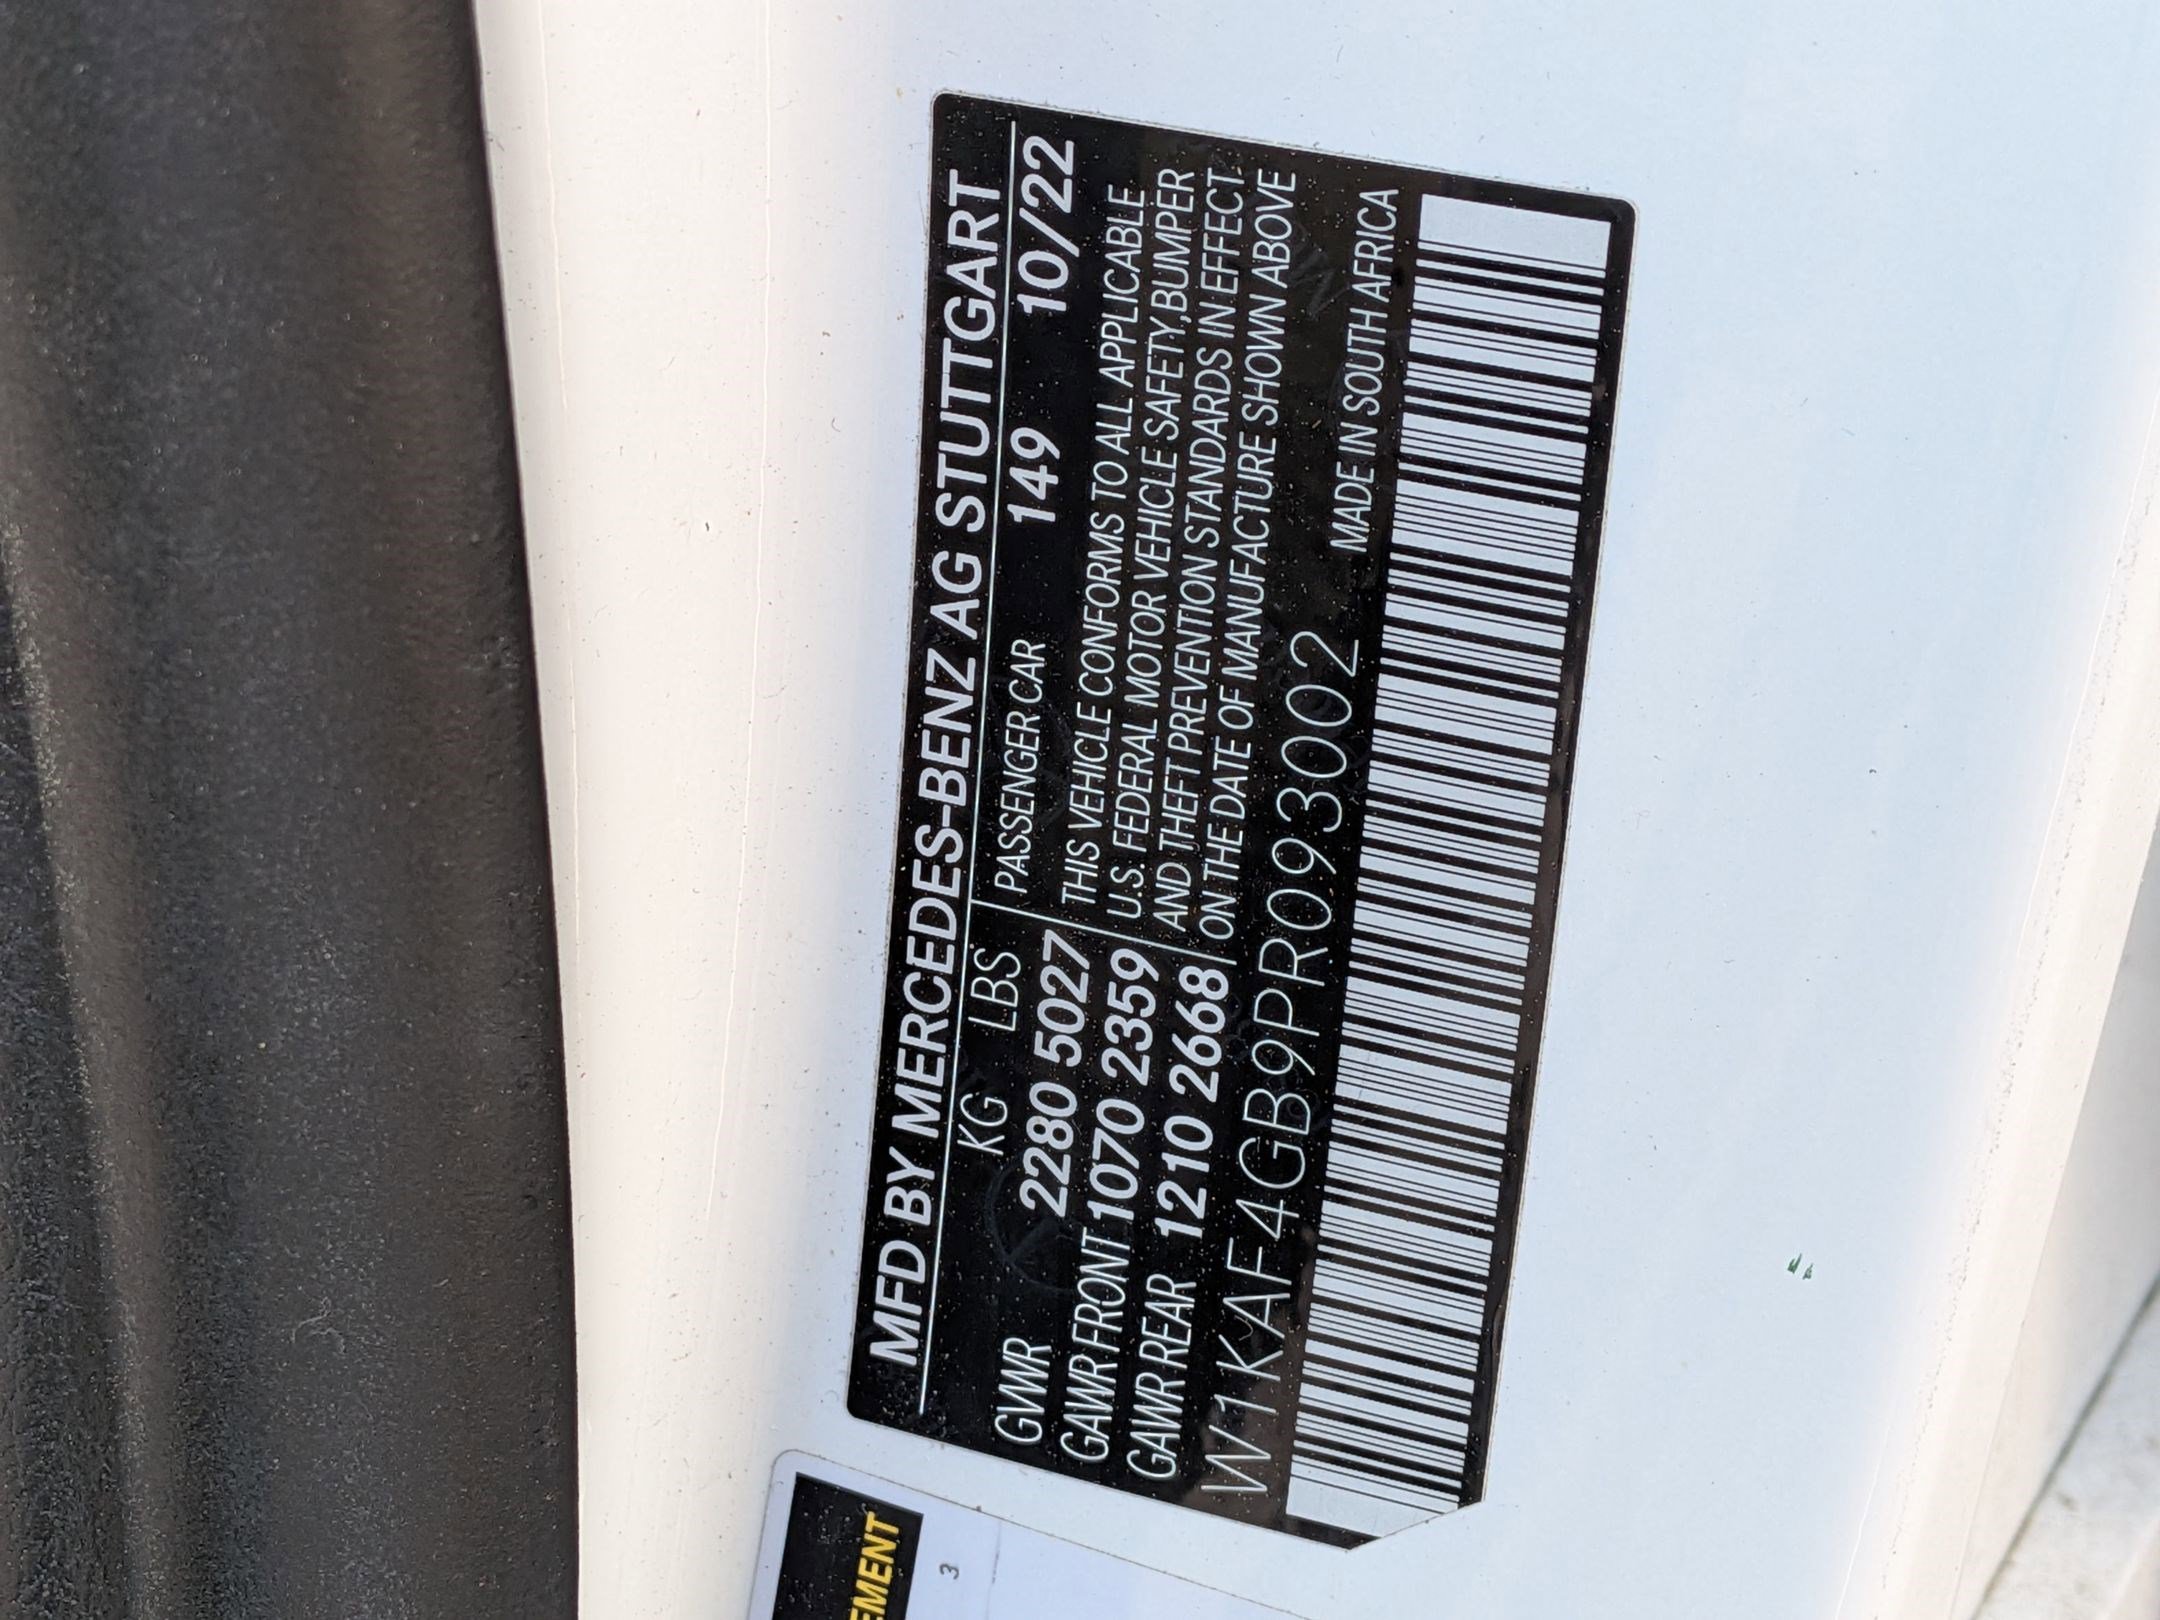 MFD BY MERCEDES-BENZ AG STUTTGART
KG LBS PASSENGER CAR 149 10/22
GVWR 2280 5027
GAWR FRONT 1070 2359
GAWR REAR 1210 2668
THIS VEHICLE CONFORMS TO ALL APPLICABLE
U.S. FEDERAL MOTOR VEHICLE SAFETY,BUMPER
AND THEFT PREVENTION STANDARDS IN EFFECT
ON THE DATE OF MANUFACTURE SHOWN ABOVE
W1KAF4GB9PR093002
MADE IN SOUTH AFRICA
EMENT
3